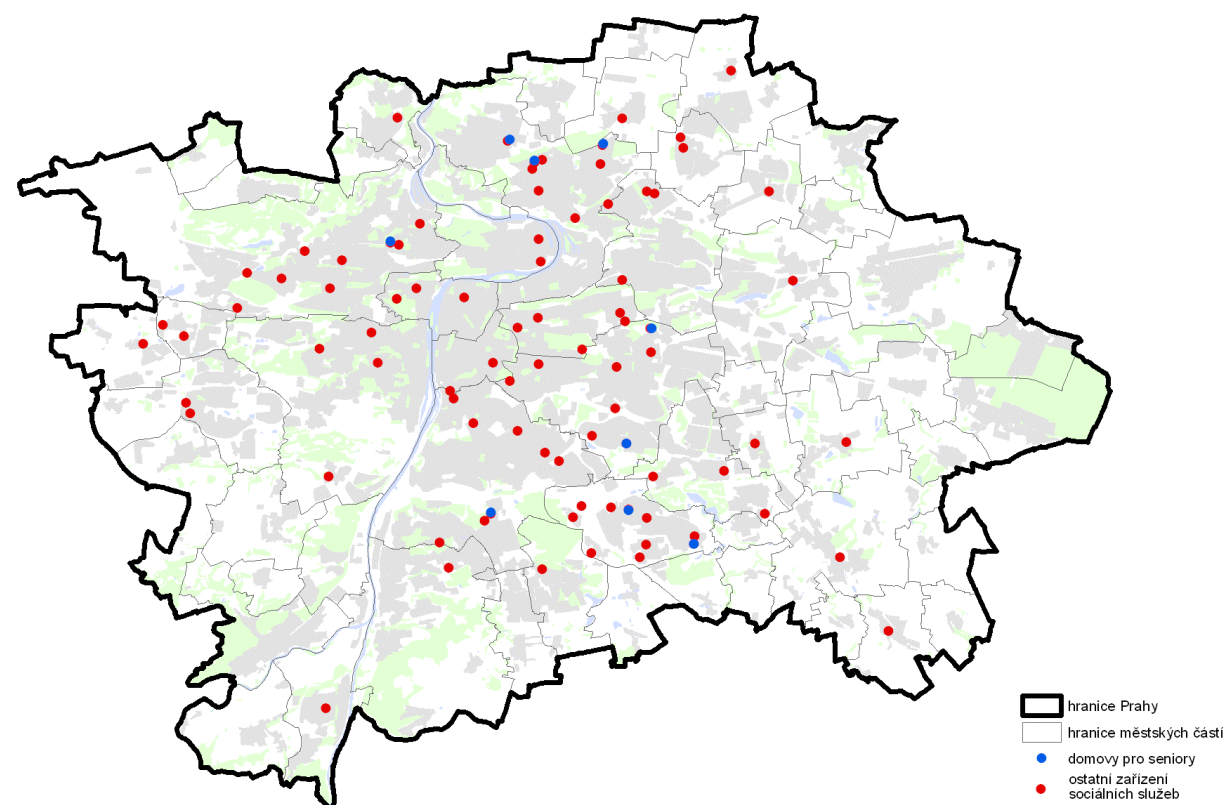 hranice Prahy
hranice městských částí
domovy pro seniory
ostatní zařízení
sociálních služeb